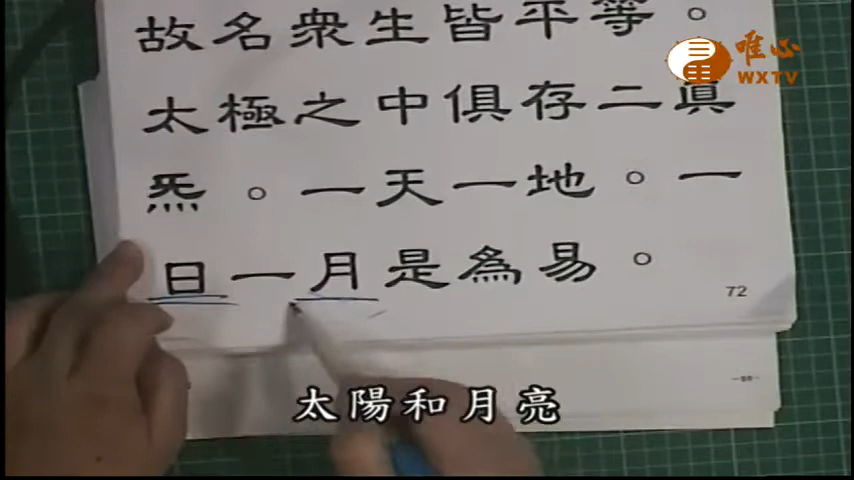 故名衆生皆平等。
唯心
WXTV
太極之中俱存二眞
炁。一天一地。一
日一月是為易。
72
太陽和月亮